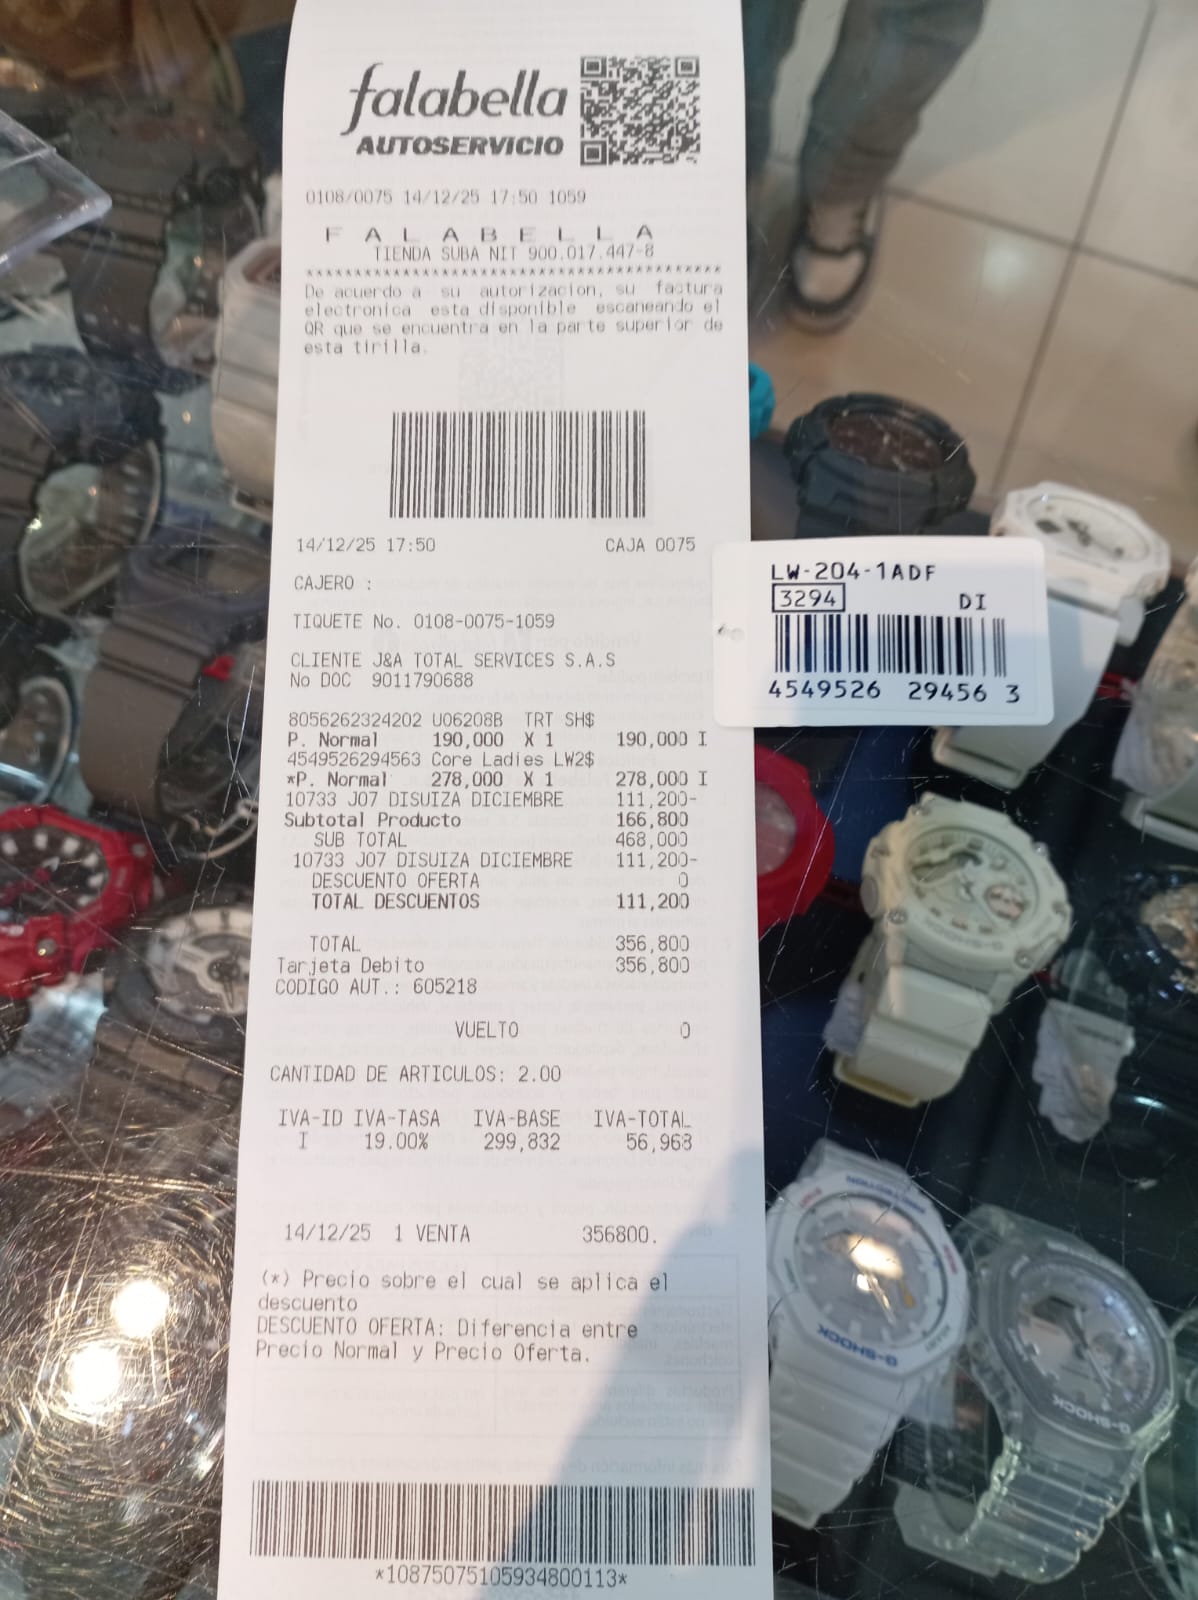 falabella
AUTOSERVICIO
0108/0075 14/12/25 17:50 1059
F A L A B E L L A
TIENDA SUBA NIT 900.017.447-8
****************************************************
De acuerdo a su autorizacion, su factura
electronica esta disponible escaneando el
QR que se encuentra en la parte superior de
esta tirilla.
14/12/25 17:50 CAJA 0075
CAJERO :
TIQUETE No. 0108-0075-1059
CLIENTE J&A TOTAL SERVICES S.A.S
No DOC 9011790688
8056262324202 U06208B TRT SH$
P. Normal 190,000 X 1 190,000 I
4549526294563 Core Ladies LW2$
*P. Normal 278,000 X 1 278,000 I
10733 J07 DISUIZA DICIEMBRE 111,200-
Subtotal Producto 166,800
SUB TOTAL 468,000
10733 J07 DISUIZA DICIEMBRE 111,200-
DESCUENTO OFERTA 0
TOTAL DESCUENTOS 111,200
TOTAL 356,800
Tarjeta Debito 356,800
CODIGO AUT.: 605218
VUELTO 0
CANTIDAD DE ARTICULOS: 2.00
IVA-ID IVA-TASA IVA-BASE IVA-TOTAL
I 19.00% 299,832 56,968
14/12/25 1 VENTA 356800.
(*) Precio sobre el cual se aplica el
descuento
DESCUENTO OFERTA: Diferencia entre
Precio Normal y Precio Oferta.
*10875075105934800113*
LW-204-1ADF
3294
DI
4549526 29456 3
G-SHOCK
G-SHOCK
G-SHOCK